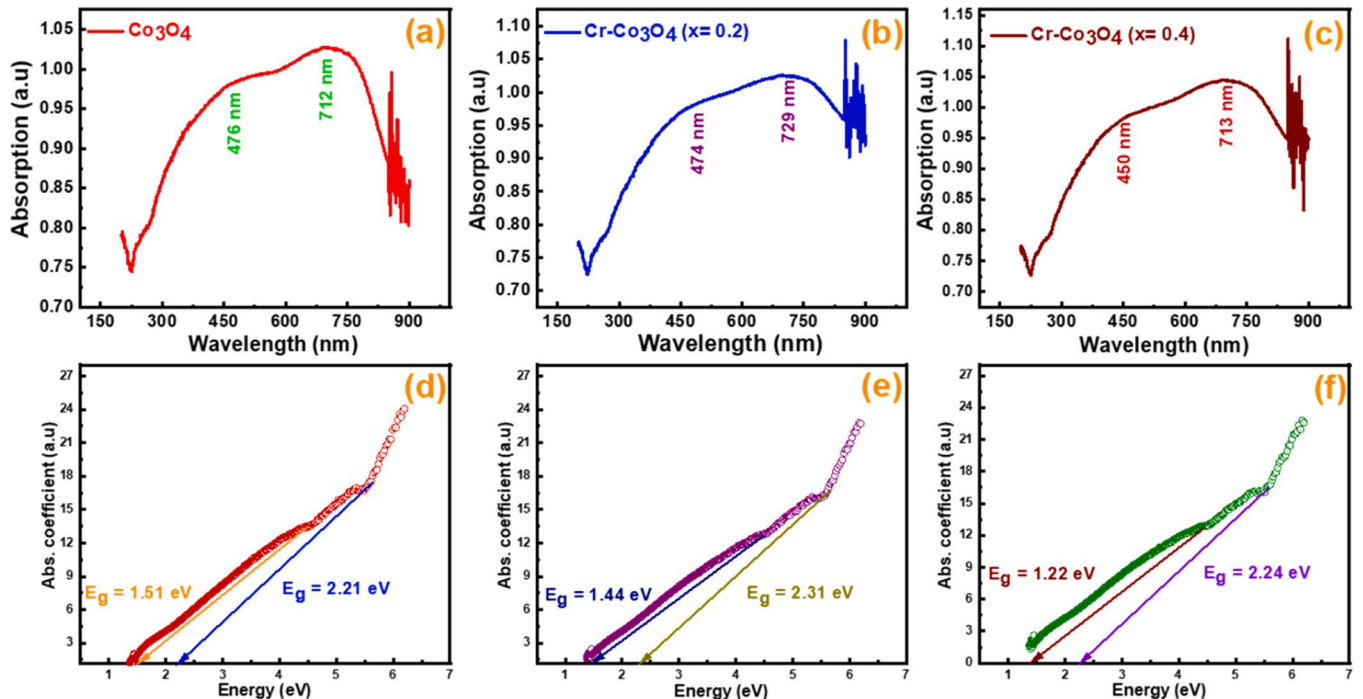 Co3O4
(a)
Absorption (a.u)
1.05
1.00
0.95
0.90
0.85
0.80
0.75
0.70
476 nm
712 nm
150 300 450 600 750 900
Wavelength (nm)
Cr-Co3O4 (x= 0.2)
(b)
Absorption (a.u)
1.10
1.05
1.00
0.95
0.90
0.85
0.80
0.75
0.70
474 nm
729 nm
150 300 450 600 750 900
Wavelength (nm)
Cr-Co3O4 (x= 0.4)
(c)
Absorption (a.u)
1.15
1.10
1.05
1.00
0.95
0.90
0.85
0.80
0.75
0.70
450 nm
713 nm
150 300 450 600 750 900
Wavelength (nm)
(d)
Abs. coefficient (a.u)
27
24
21
18
15
12
9
6
3
Eg = 1.51 eV
Eg = 2.21 eV
1 2 3 4 5 6 7
Energy (eV)
(e)
Abs. coefficient (a.u)
27
24
21
18
15
12
9
6
3
Eg = 1.44 eV
Eg = 2.31 eV
0 1 2 3 4 5 6 7
Energy (eV)
(f)
Abs. coefficient (a.u)
27
24
21
18
15
12
9
6
3
0
Eg = 1.22 eV
Eg = 2.24 eV
0 1 2 3 4 5 6 7
Energy (eV)